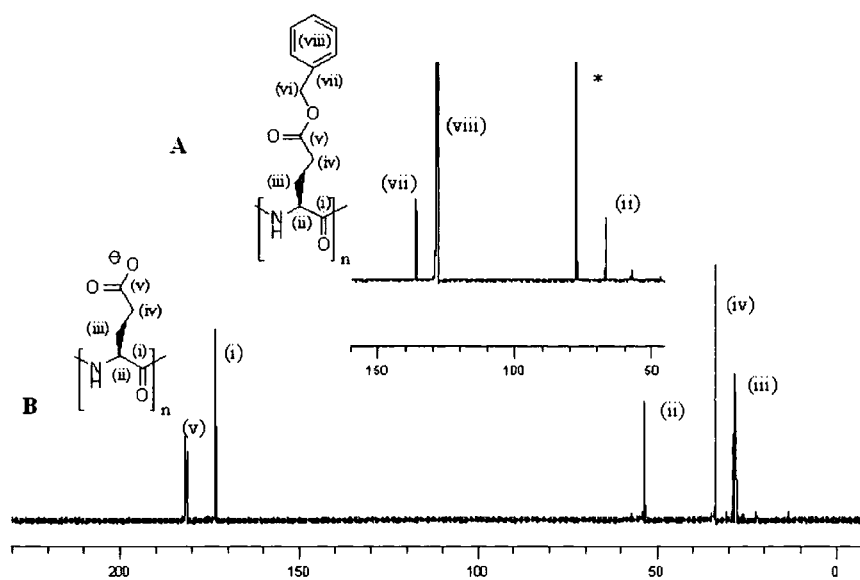 (viii)
(vi)
(vii)
O
O
(v)
(iv)
A
(iii)
(i)
N
H
(ii)
O
n
*
(viii)
(vii)
(ii)
150
100
50
⊖
O
O
(v)
(iv)
(iii)
(i)
N
H
(ii)
O
n
B
(v)
(i)
(ii)
(iv)
(iii)
200
150
100
50
0